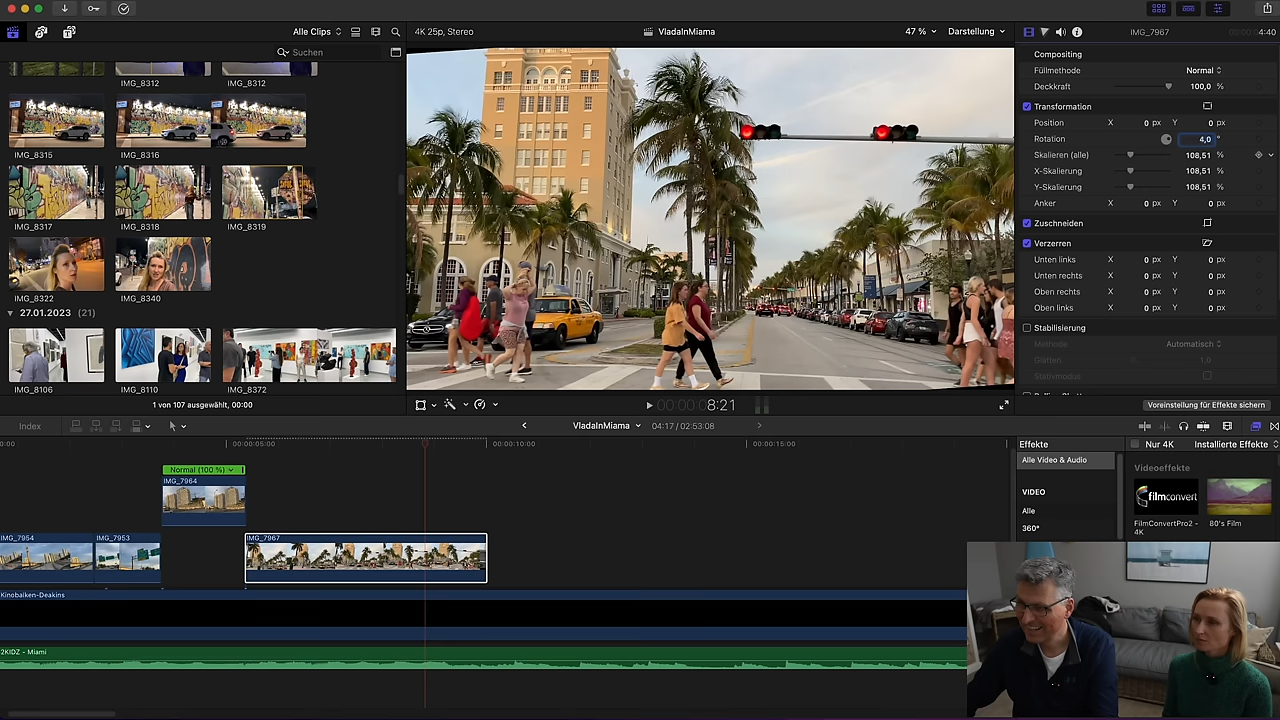 Alle Clips
Suchen
IMG_8312
IMG_8312
IMG_8315
IMG_8316
IMG_8317
IMG_8318
IMG_8319
IMG_8322
IMG_8340
27.01.2023 (21)
IMG_8106
IMG_8110
IMG_8372
1 von 107 ausgewählt, 00:00
4K 25p, Stereo
VladaInMiama
47 %
Darstellung
00:00:08:21
IMG_7967
4:40
Compositing
Füllmethode
Normal
Deckkraft
100,0 %
Transformation
Position X 0 px Y 0 px
Rotation 4,0 °
Skalieren (alle) 108,51 %
X-Skalierung 108,51 %
Y-Skalierung 108,51 %
Anker X 0 px Y 0 px
Zuschneiden
Verzerren
Unten links X 0 px Y 0 px
Unten rechts X 0 px Y 0 px
Oben rechts X 0 px Y 0 px
Oben links X 0 px Y 0 px
Stabilisierung
Methode Automatisch
Glätten 1,0
Stativmodus
Voreinstellung für Effekte sichern
Index
VladaInMiama
04:17 / 02:53:08
0:00
00:00:05:00
00:00:10:00
00:00:15:00
Normal (100 %)
IMG_7964
IMG_7954
IMG_7953
IMG_7967
Kinobalken-Deakins
2KIDZ - Miami
Effekte
Nur 4K
Installierte Effekte
Alle Video & Audio
VIDEO
Alle
360°
Videoeffekte
filmconvert
FilmConvertPro2 - 4K
80's Film